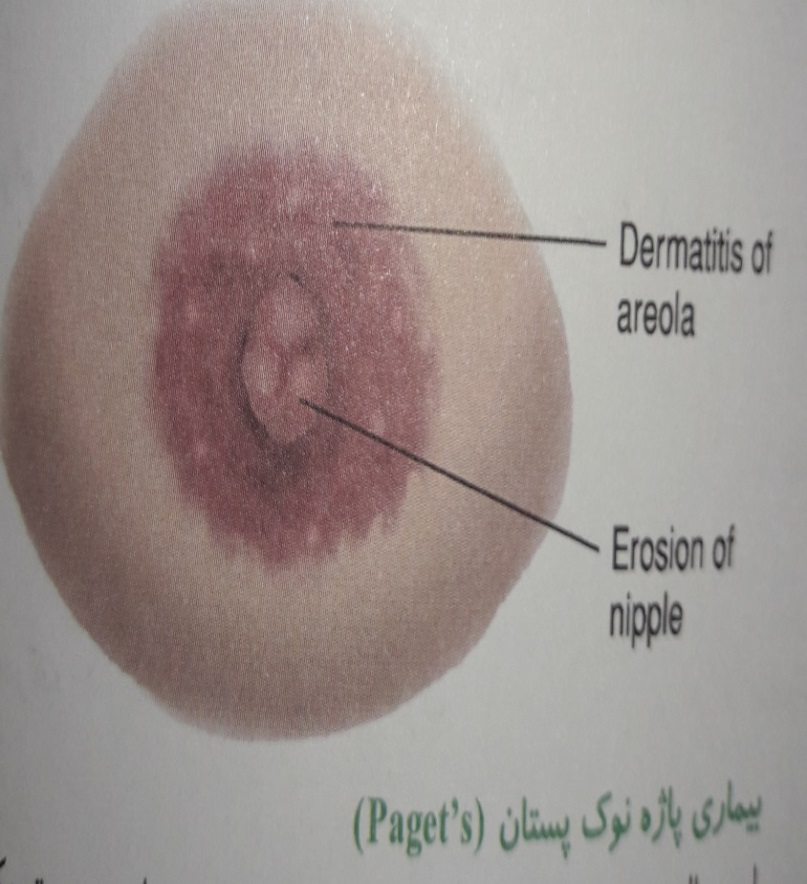 Dermatitis of
areola
Erosion of
nipple
بیماری پاژه نوک پستان (Paget's)